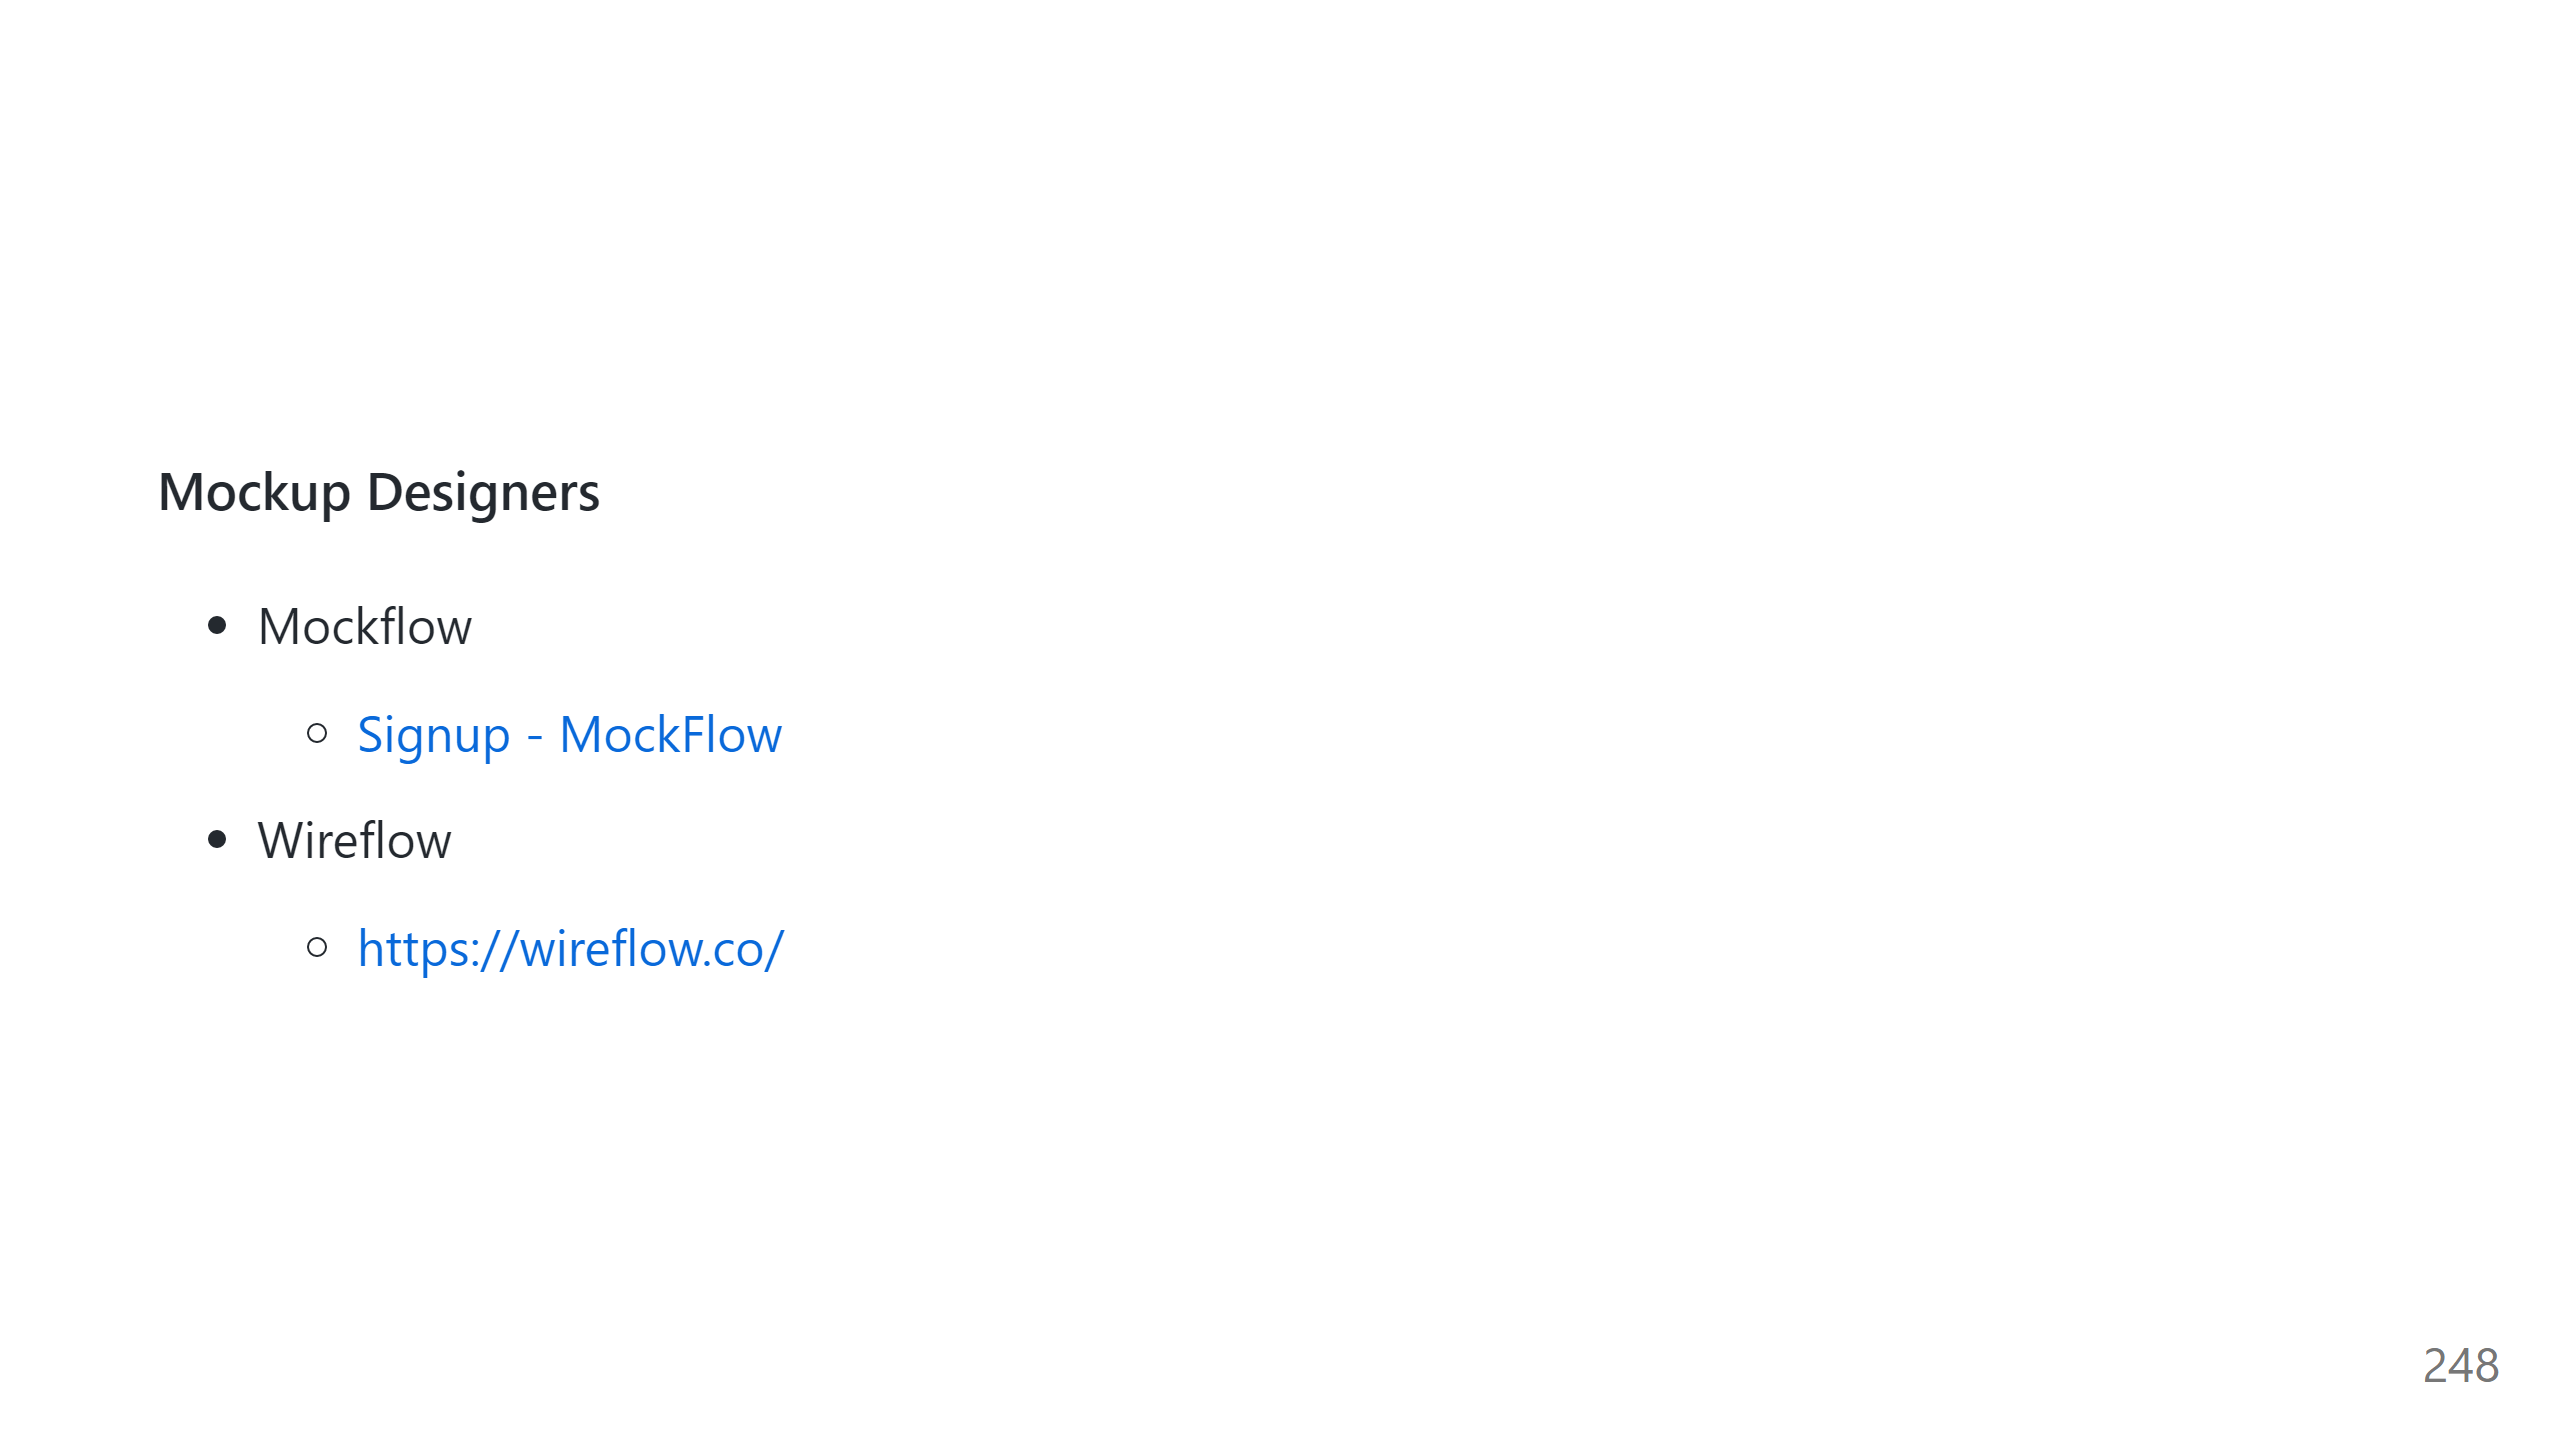 Mockup Designers
Mockflow
Signup - MockFlow
Wireflow
https://wireflow.co/
248